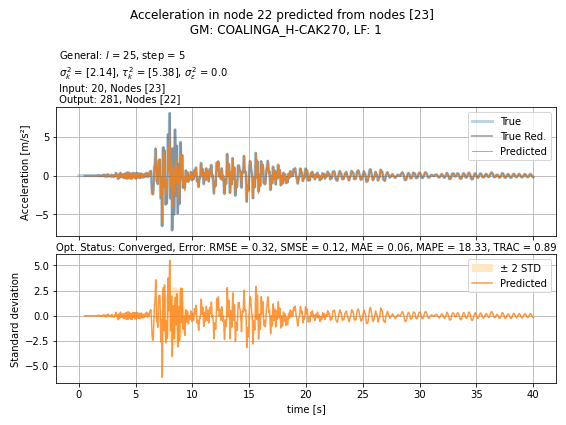 Acceleration in node 22 predicted from nodes [23]
GM: COALINGA_H-CAK270, LF: 1
General: l = 25, step = 5
σ²ₖ = [2.14], τ²ₖ = [5.38], σ²ε = 0.0
Input: 20, Nodes [23]
Output: 281, Nodes [22]
Acceleration [m/s²]
5
0
−5
True
True Red.
Predicted
Opt. Status: Converged, Error: RMSE = 0.32, SMSE = 0.12, MAE = 0.06, MAPE = 18.33, TRAC = 0.89
Standard deviation
5.0
2.5
0.0
−2.5
−5.0
± 2 STD
Predicted
0 5 10 15 20 25 30 35 40
time [s]